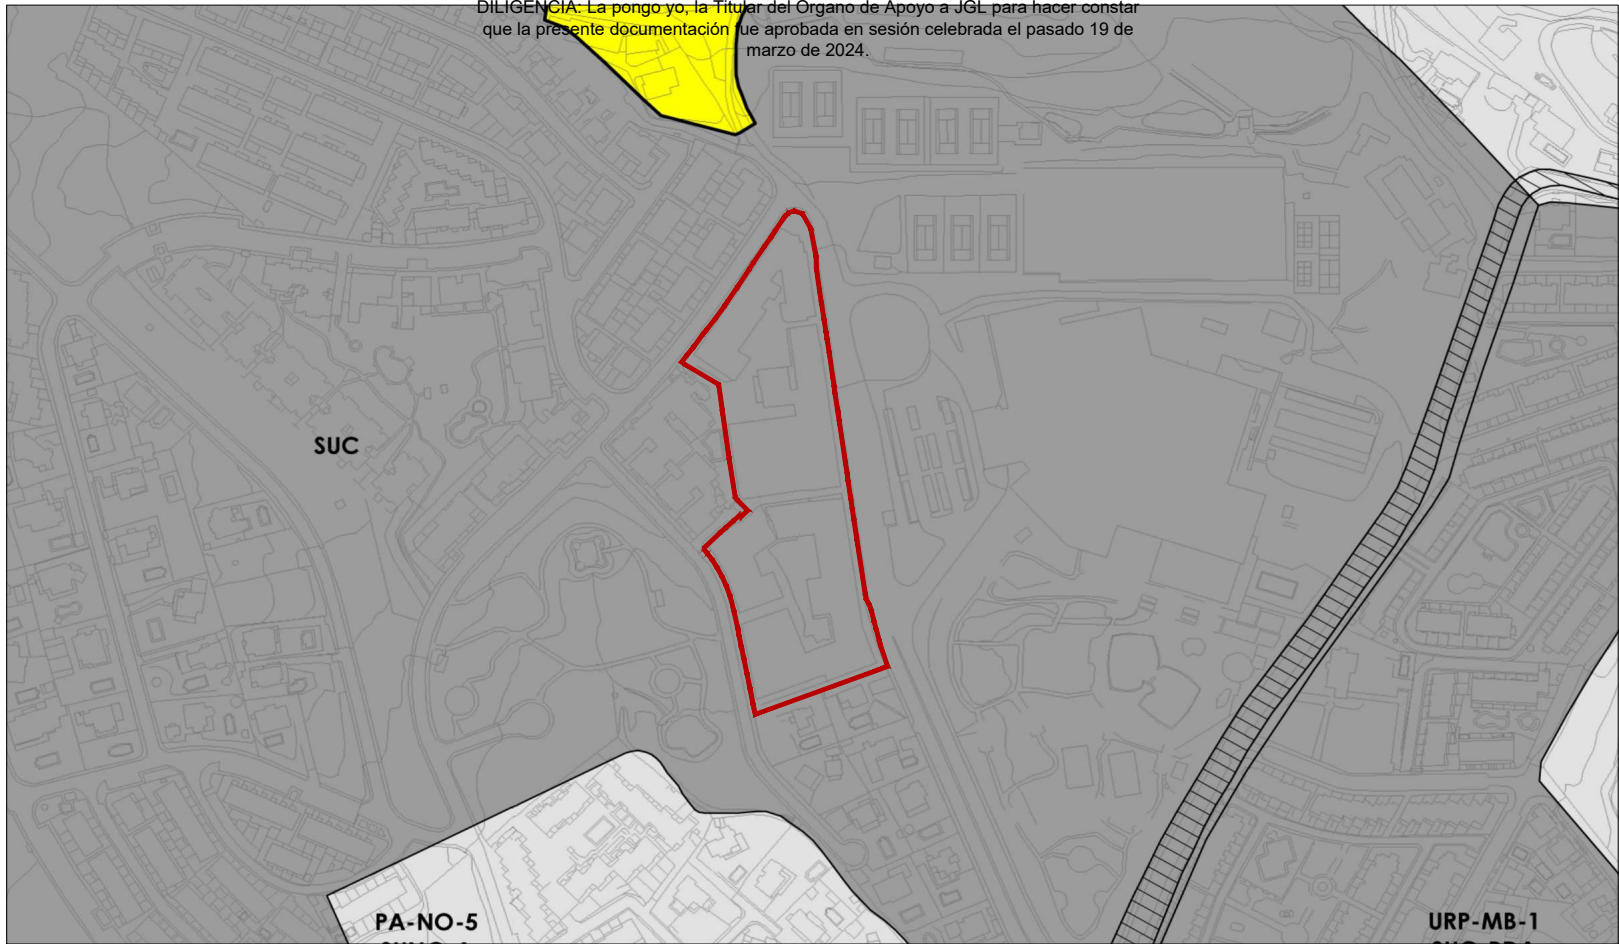 DILIGENCIA: La pongo yo, la Titular del Organo de Apoyo a JGL para hacer constar
que la presente documentación fue aprobada en sesión celebrada el pasado 19 de
marzo de 2024.
SUC
PA-NO-5
URP-MB-1